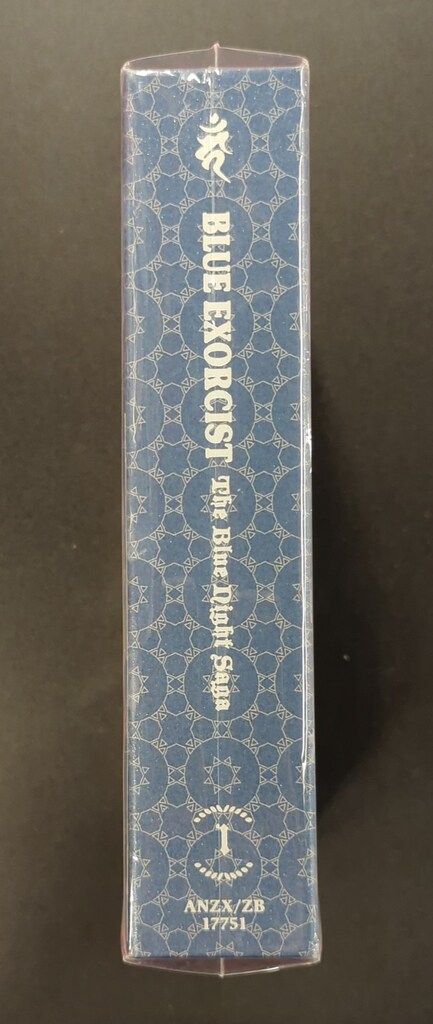 BLUE EXORCIST The Blue Night Saga
1
ANZX/ZB
17751